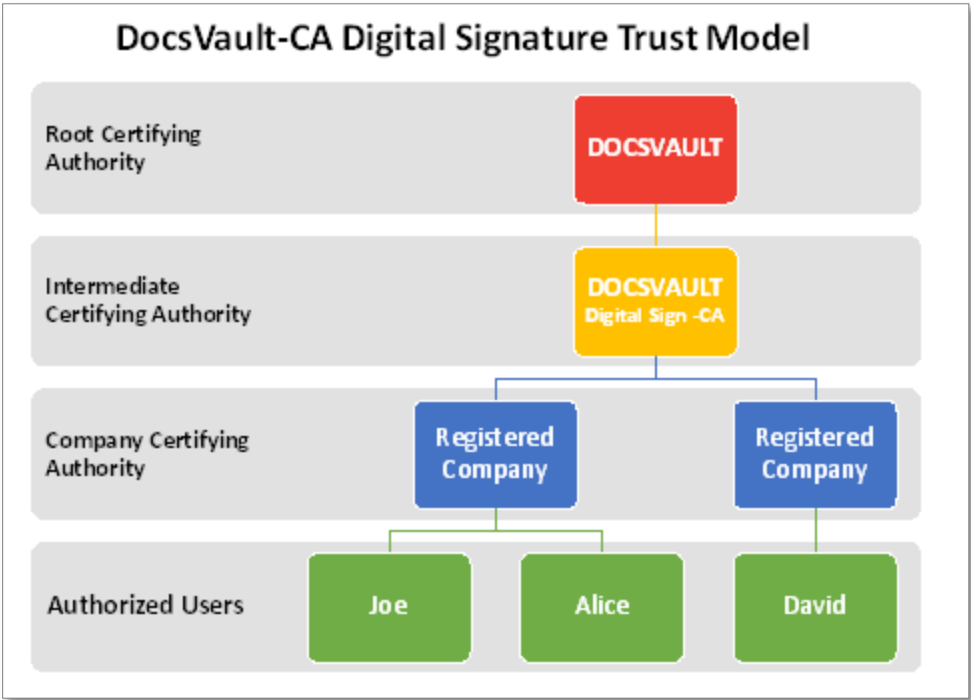 DocsVault-CA Digital Signature Trust Model
Root Certifying
Authority
DOCSVAULT
Intermediate
Certifying Authority
DOCSVAULT
Digital Sign -CA
Company Certifying
Authority
Registered
Company
Registered
Company
Authorized Users
Joe
Alice
David